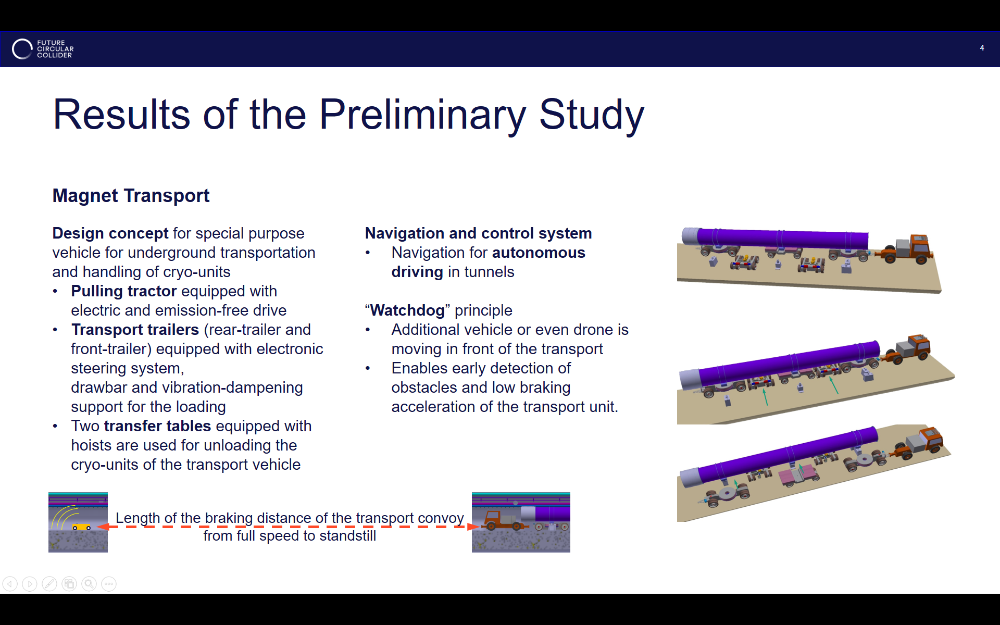 FUTURE
CIRCULAR
COLLIDER
4
Results of the Preliminary Study
Magnet Transport
Design concept for special purpose
vehicle for underground transportation
and handling of cryo-units
• Pulling tractor equipped with
electric and emission-free drive
• Transport trailers (rear-trailer and
front-trailer) equipped with electronic
steering system,
drawbar and vibration-dampening
support for the loading
• Two transfer tables equipped with
hoists are used for unloading the
cryo-units of the transport vehicle
Navigation and control system
• Navigation for autonomous
driving in tunnels
“Watchdog” principle
• Additional vehicle or even drone is
moving in front of the transport
• Enables early detection of
obstacles and low braking
acceleration of the transport unit.
Length of the braking distance of the transport convoy
from full speed to standstill